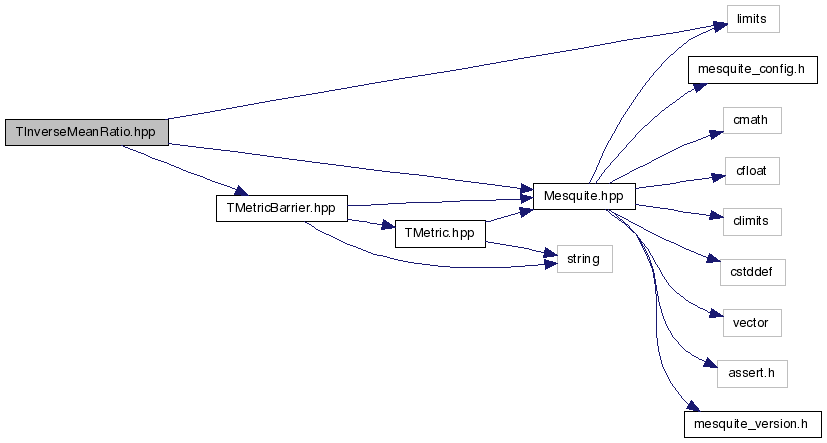 limits
mesquite_config.h
cmath
TInverseMeanRatio.hpp
cfloat
Mesquite.hpp
TMetricBarrier.hpp
climits
TMetric.hpp
string
cstddef
vector
assert.h
mesquite_version.h